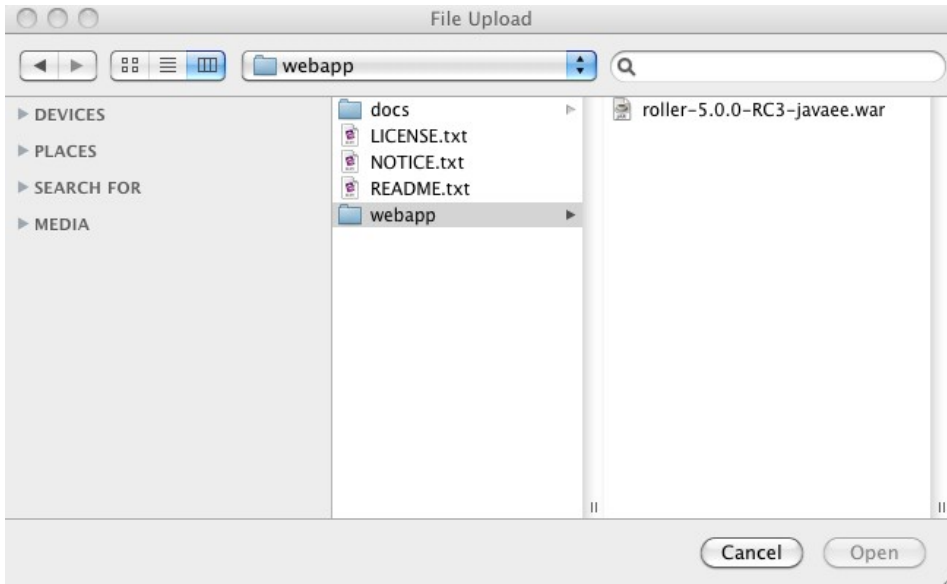 File Upload
webapp
DEVICES
PLACES
SEARCH FOR
MEDIA
docs
LICENSE.txt
NOTICE.txt
README.txt
webapp
roller-5.0.0-RC3-javaee.war
Cancel
Open